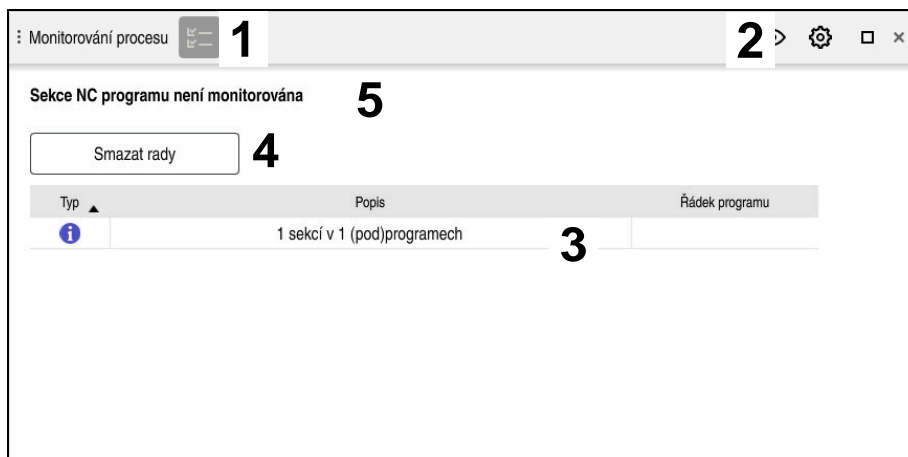 Monitorování procesu 1 2
Sekce NC programu není monitorována 5
Smazat rady 4
Typ Popis Řádek programu
1 sekcí v 1 (pod)programech 3